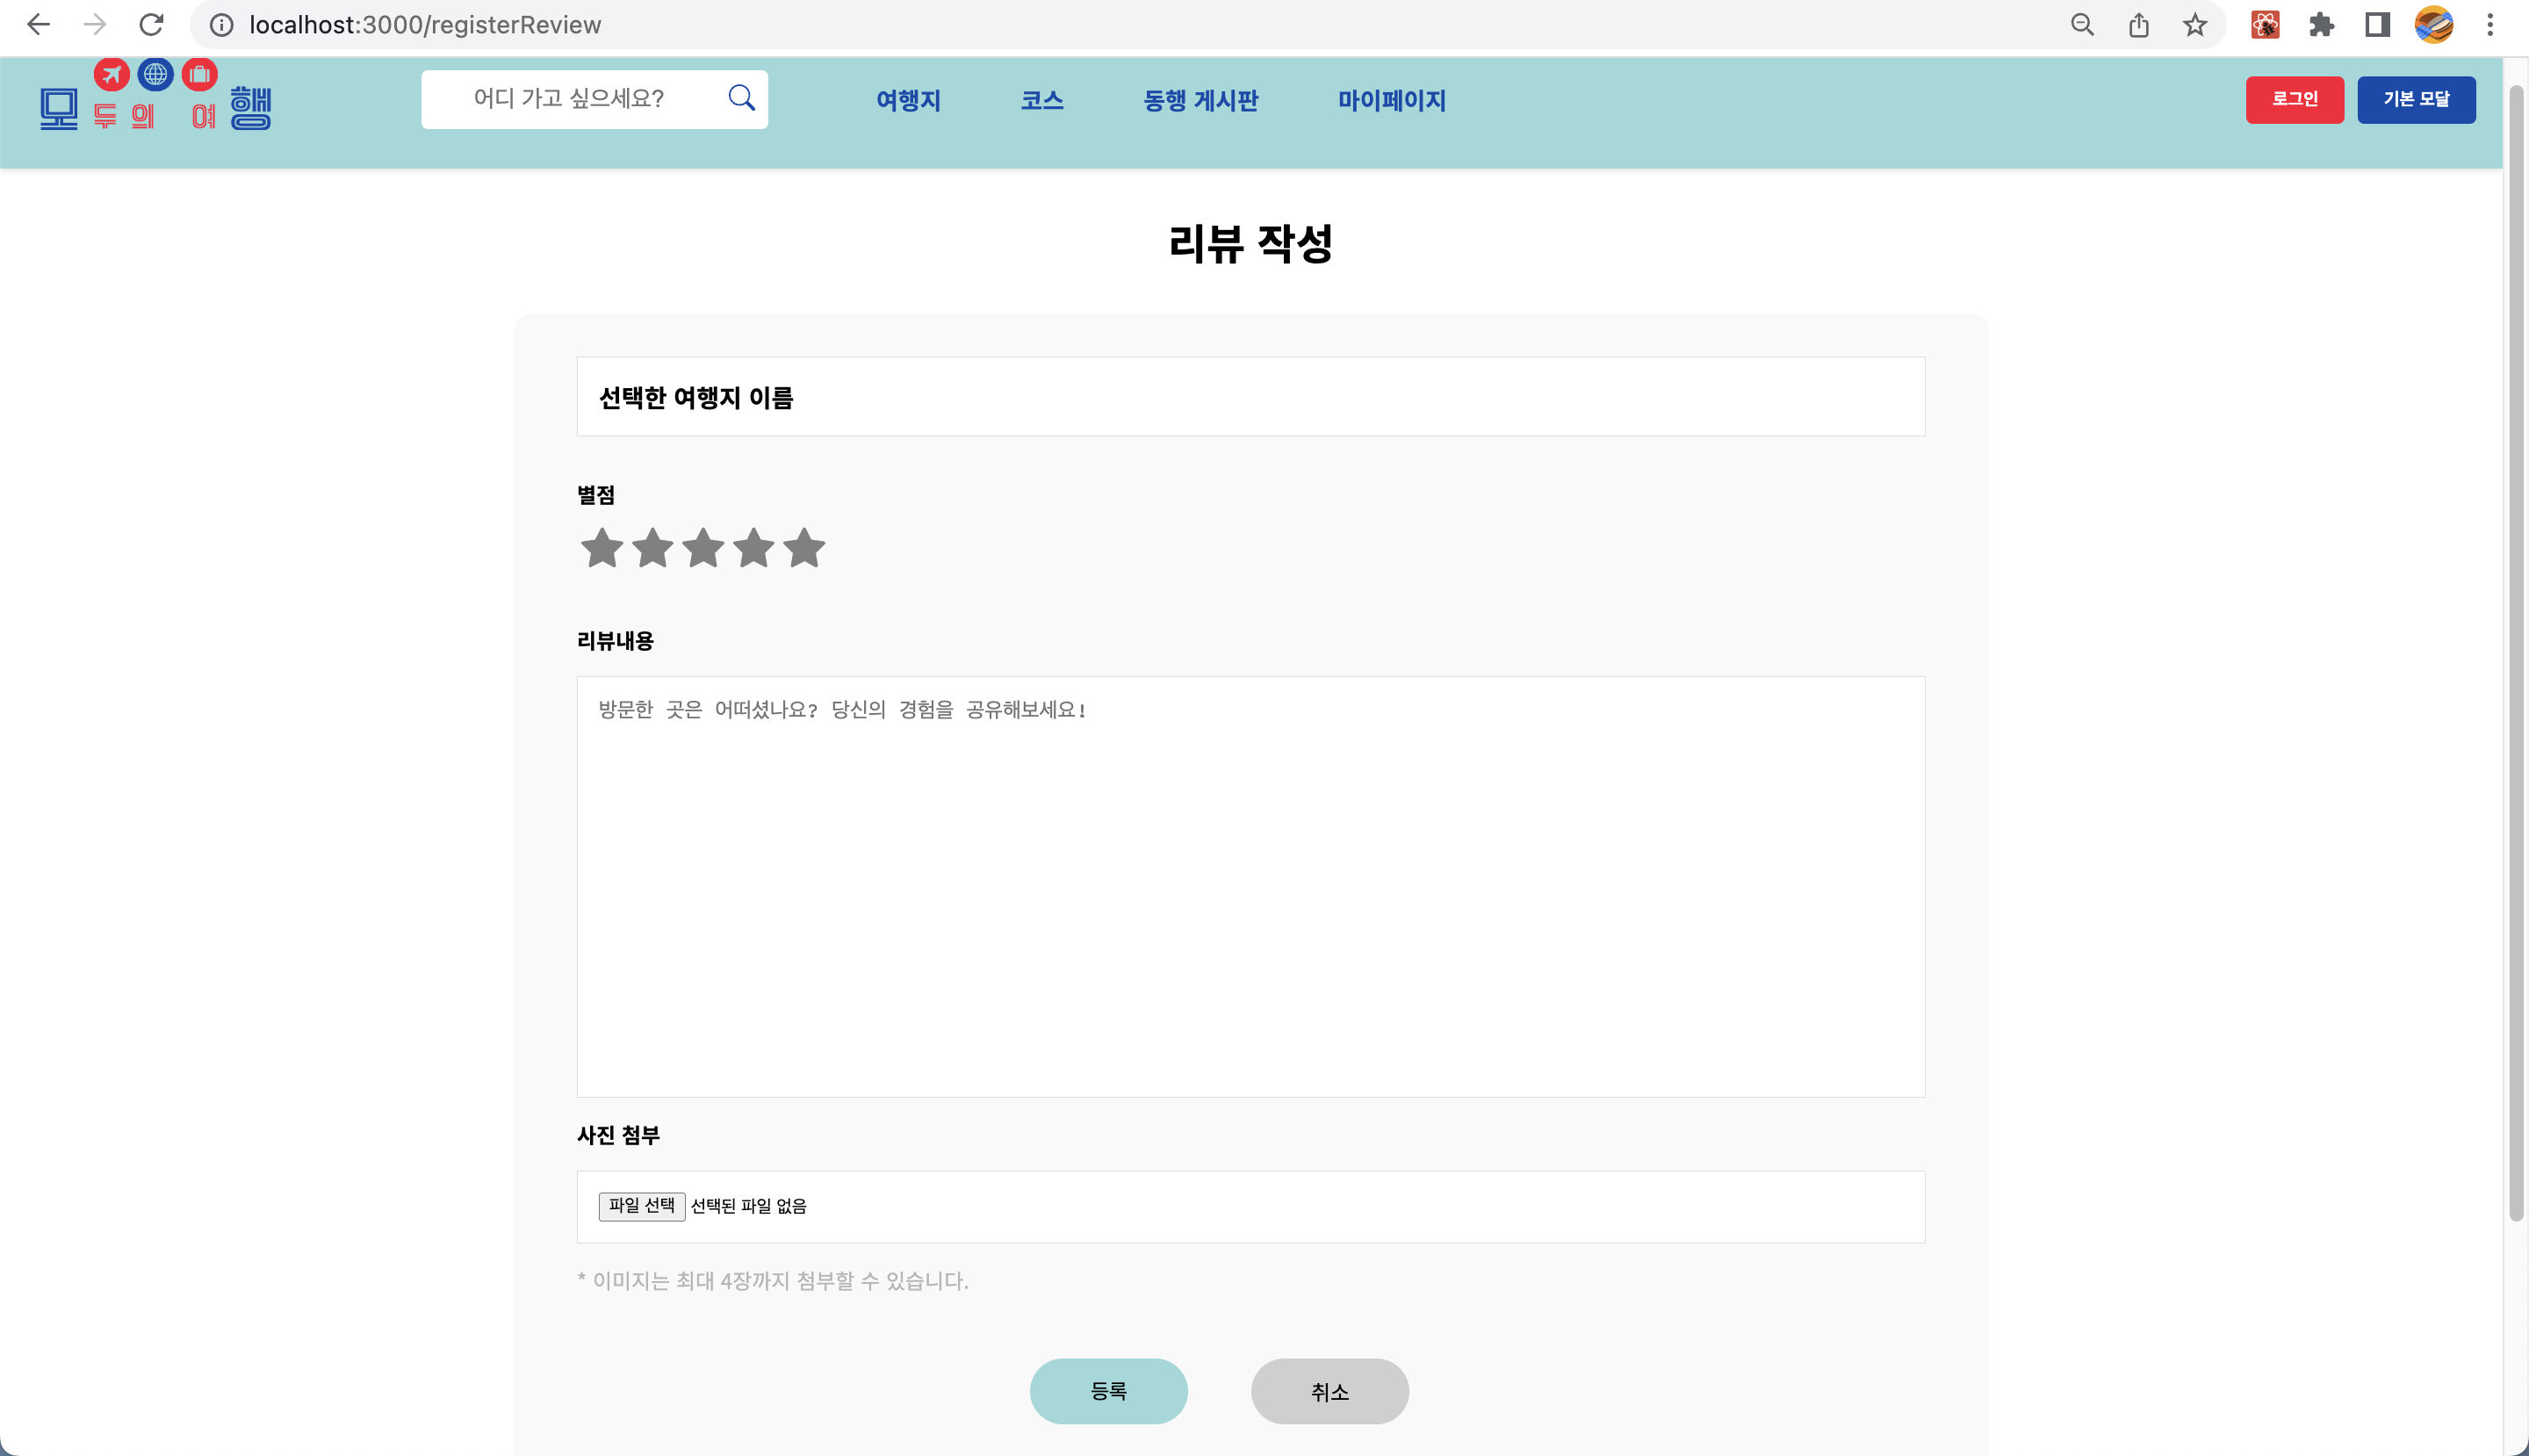 localhost:3000/registerReview
모두의 여행
어디 가고 싶으세요?
여행지 코스 동행 게시판 마이페이지
로그인 기본 모달
리뷰 작성
선택한 여행지 이름
별점
리뷰내용
방문한 곳은 어떠셨나요? 당신의 경험을 공유해보세요!
사진 첨부
파일 선택 선택된 파일 없음
* 이미지는 최대 4장까지 첨부할 수 있습니다.
등록 취소